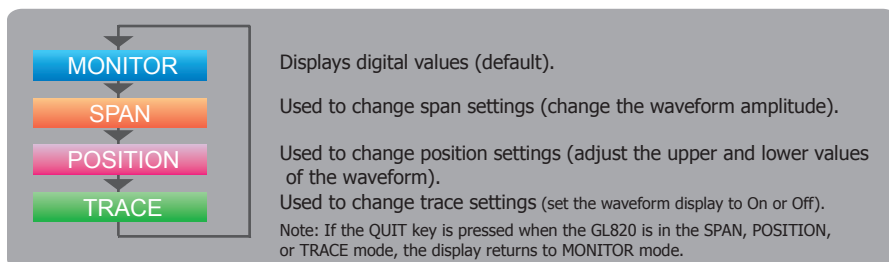 MONITOR
Displays digital values (default).
SPAN
Used to change span settings (change the waveform amplitude).
POSITION
Used to change position settings (adjust the upper and lower values
of the waveform).
TRACE
Used to change trace settings (set the waveform display to On or Off).
Note: If the QUIT key is pressed when the GL820 is in the SPAN, POSITION,
or TRACE mode, the display returns to MONITOR mode.